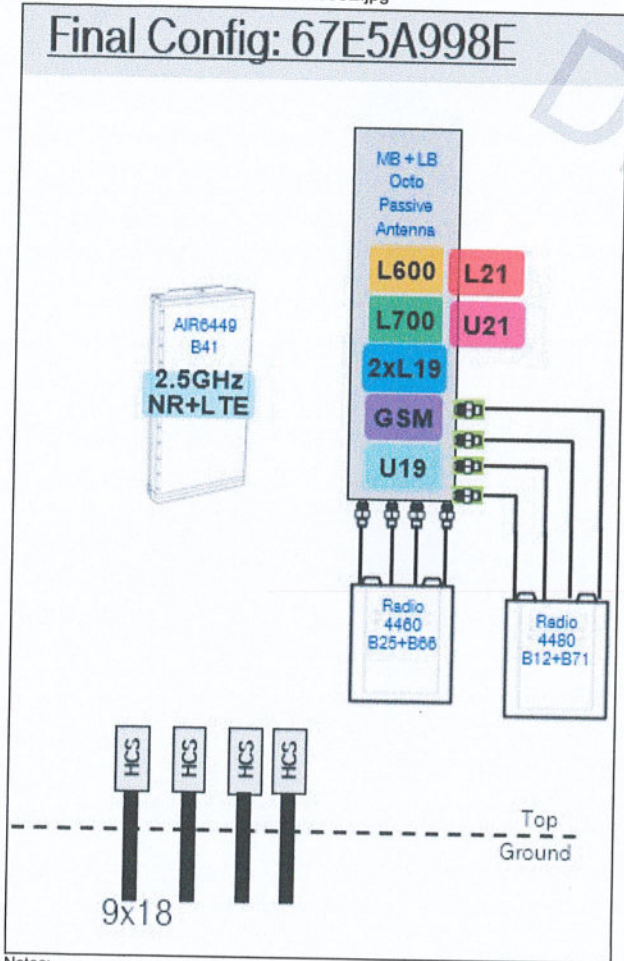 Final Config: 67E5A998E
MB + LB
Octo
Passive
Antenna
L600
L21
L700
U21
2xL19
GSM
U19
AIR6449
B41
2.5GHz
NR+LTE
Radio
4460
B25+B66
Radio
4480
B12+B71
HCS
HCS
HCS
HCS
Top
Ground
9x18